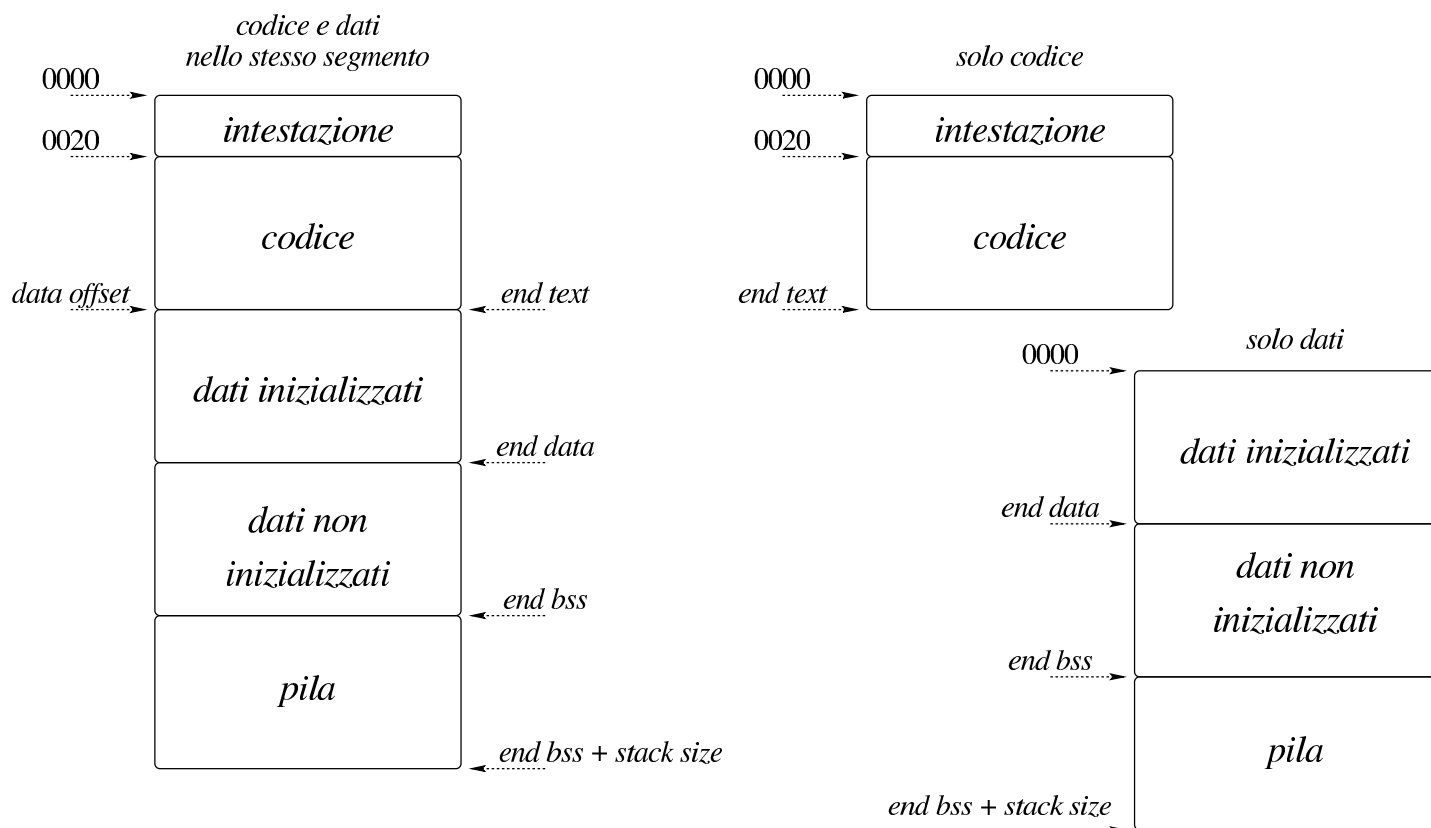 codice e dati
nello stesso segmento
0000
intestazione
0020
codice
data offset
end text
dati inizializzati
end data
dati non
inizializzati
end bss
pila
end bss + stack size
solo codice
0000
intestazione
0020
codice
end text
solo dati
0000
dati inizializzati
end data
dati non
inizializzati
end bss
pila
end bss + stack size